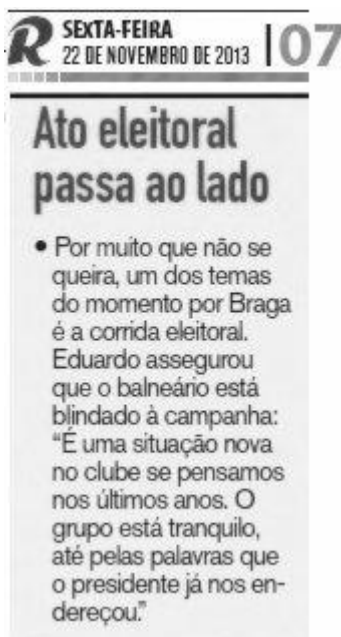 R SEXTA-FEIRA
22 DE NOVEMBRO DE 2013 | 07
Ato eleitoral
passa ao lado
• Por muito que não se
queira, um dos temas
do momento por Braga
é a corrida eleitoral.
Eduardo assegurou
que o balneário está
blindado à campanha:
“É uma situação nova
no clube se pensamos
nos últimos anos. O
grupo está tranquilo,
até pelas palavras que
o presidente já nos en-
dereçou.”